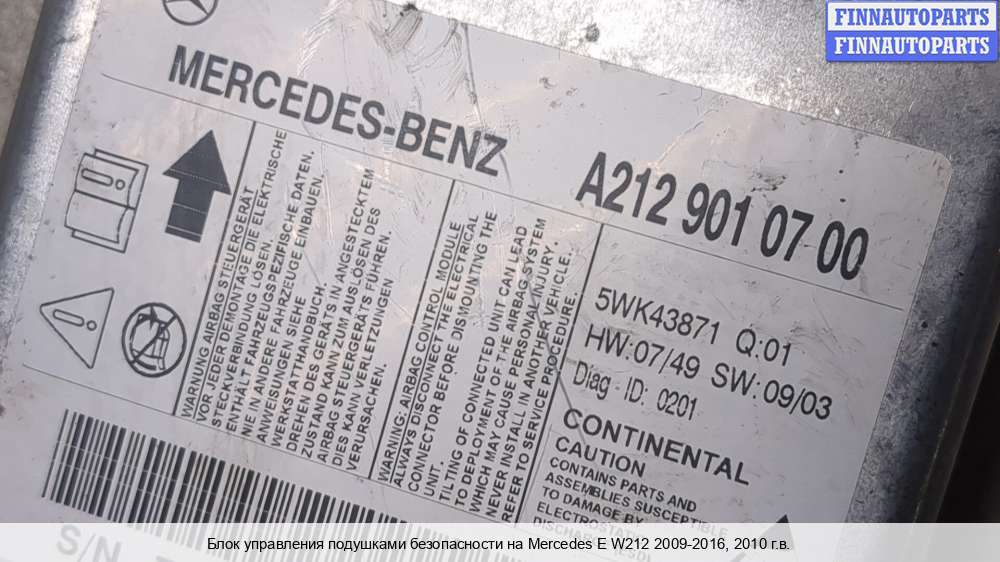 FINNAUTOPARTS
FINNAUTOPARTS
MERCEDES-BENZ
A212 901 07 00
WARNUNG AIRBAG STEUERGERÄT
VOR JEDER DEMONTAGE DIE ELEKTRISCHE
STECKVERBINDUNG LÖSEN.
ENTHÄLT FAHRZEUGSPEZIFISCHE DATEN.
NIE IN ANDERE FAHRZEUGE EINBAUEN.
ANWEISUNGEN SIEHE
WERKSTATTHANDBUCH.
DREHEN DES GERÄTS IN ANGESTECKTEM
ZUSTAND KANN ZUM AUSLÖSEN DES
AIRBAG STEUERGERÄTS FÜHREN.
DIES KANN VERLETZUNGEN
VERURSACHEN.
WARNING: AIRBAG CONTROL MODULE
ALWAYS DISCONNECT THE ELECTRICAL
CONNECTOR BEFORE DISMOUNTING THE
UNIT.
TILTING OF CONNECTED UNIT CAN LEAD
TO DEPLOYMENT OF THE AIRBAG SYSTEM
WHICH MAY CAUSE PERSONAL INJURY.
NEVER INSTALL IN ANOTHER VEHICLE.
REFER TO SERVICE PROCEDURE.
5WK43871 Q:01
HW:07/49 SW:09/03
Diag - ID: 0201
CONTINENTAL
CAUTION
CONTAINS PARTS AND
ASSEMBLIES SUSCEPTIBLE
TO DAMAGE BY
S/N
Блок управления подушками безопасности на Mercedes E W212 2009-2016, 2010 г.в.